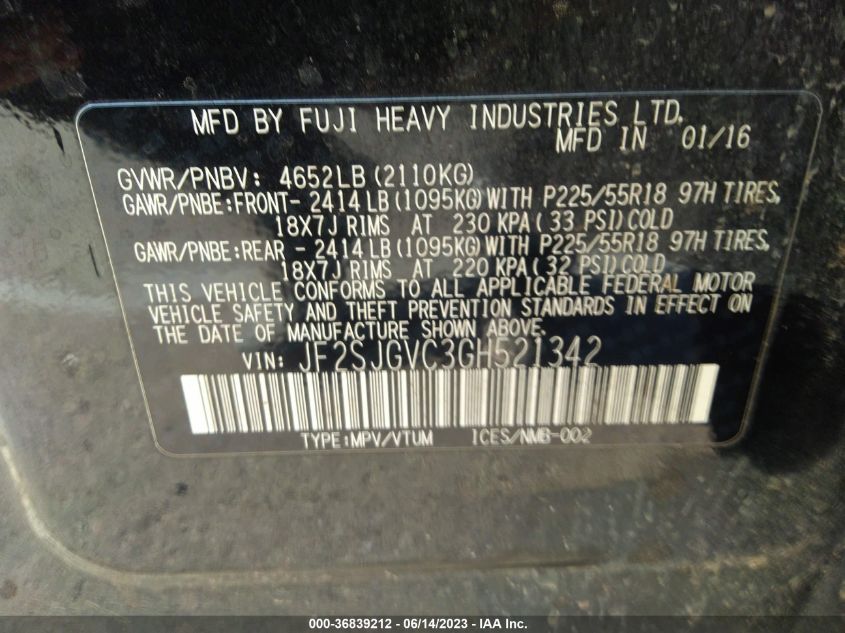 MFD BY FUJI HEAVY INDUSTRIES LTD.
MFD IN 01/16
GVWR/PNBV: 4652LB(2110KG)
GAWR/PNBE:FRONT-2414LB(1095KG)WITH P225/55R18 97H TIRES,
18X7J RIMS AT 230 KPA(33 PSI)COLD
GAWR/PNBE:REAR -2414LB(1095KG)WITH P225/55R18 97H TIRES,
18X7J RIMS AT 220 KPA(32 PSI)COLD
THIS VEHICLE CONFORMS TO ALL APPLICABLE FEDERAL MOTOR
VEHICLE SAFETY AND THEFT PREVENTION STANDARDS IN EFFECT ON
THE DATE OF MANUFACTURE SHOWN ABOVE.
VIN: JF2SJGVC3GH521342
TYPE:MPV/VTUM ICES/NMB-002
000-36839212 - 06/14/2023 - © IAA, Inc.